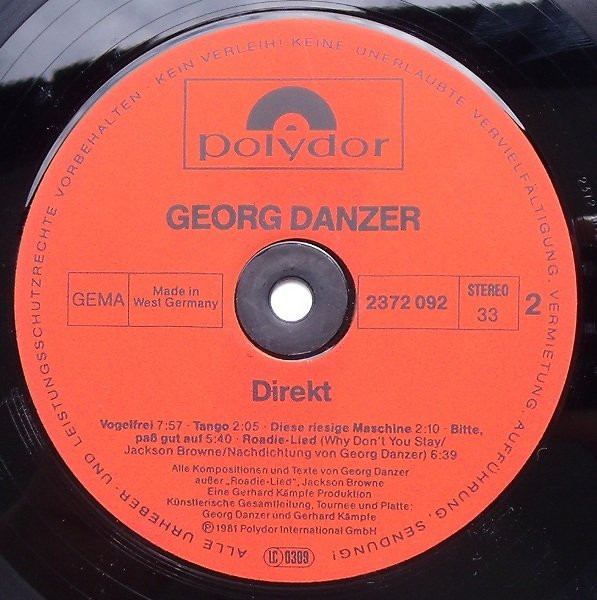 ALLE URHEBER- UND LEISTUNGSSCHUTZRECHTE VORBEHALTEN · KEIN VERLEIH! KEINE UNERLAUBTE VERVIELFÄLTIGUNG, VERMIETUNG, AUFFÜHRUNG, SENDUNG!
polydor
GEORG DANZER
GEMA
Made in
West Germany
2372 092
STEREO
33
2
Direkt
Vogelfrei 7:57 · Tango 2:05 · Diese riesige Maschine 2:10 · Bitte,
paß gut auf 5:40 · Roadie-Lied (Why Don't You Stay/
Jackson Browne/Nachdichtung von Georg Danzer) 6:39
Alle Kompositionen und Texte von Georg Danzer
außer „Roadie-Lied", Jackson Browne
Eine Gerhard Kämpfe Produktion
Künstlerische Gesamtleitung, Tournee und Platte:
Georg Danzer und Gerhard Kämpfe
Ⓟ 1981 Polydor International GmbH
LC 0309